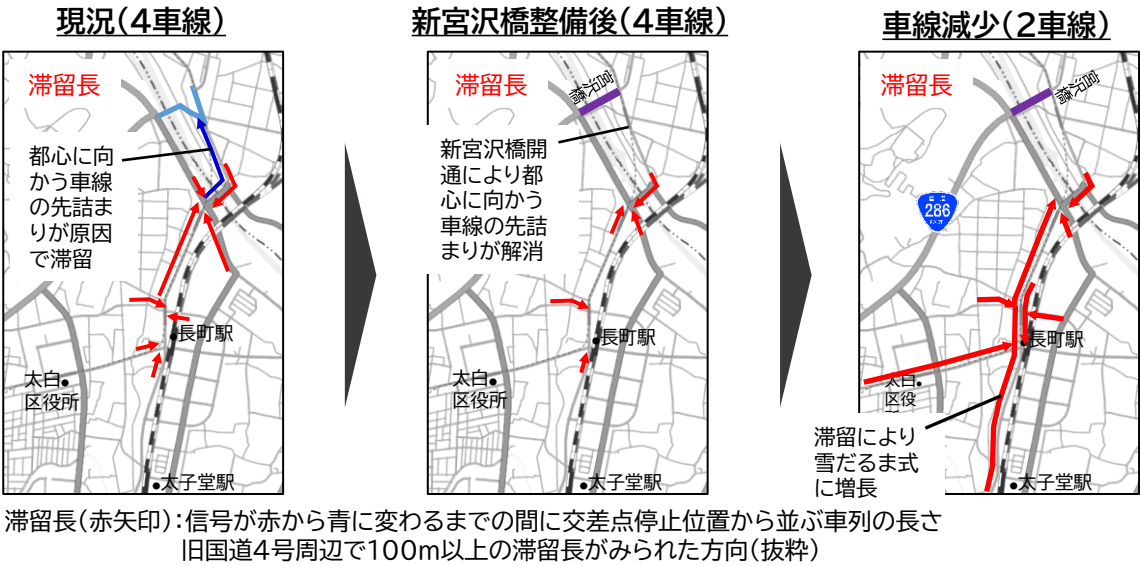 現況(4車線)
滞留長
都心に向
かう車線
の先詰ま
りが原因
で滞留
長町駅
太白
区役所
太子堂駅
新宮沢橋整備後(4車線)
滞留長
宮沢橋
新宮沢橋開
通により都
心に向かう
車線の先詰
まりが解消
長町駅
太白
区役所
太子堂駅
車線減少(2車線)
滞留長
宮沢橋
286
長町駅
太白
区役
滞留により
雪だるま式
に増長
太子堂駅
滞留長(赤矢印):信号が赤から青に変わるまでの間に交差点停止位置から並ぶ車列の長さ
旧国道4号周辺で100m以上の滞留長がみられた方向(抜粋)